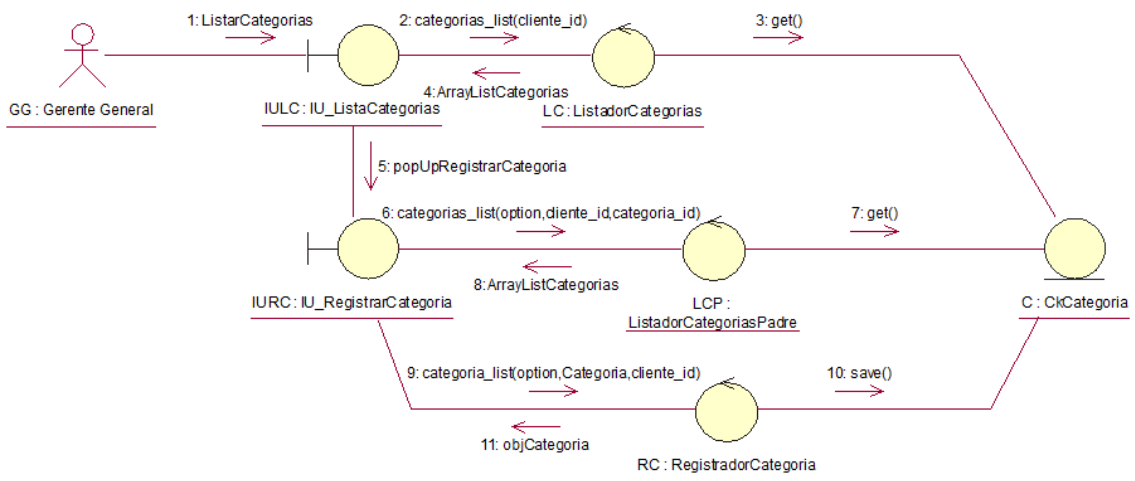 1: ListarCategorias
2: categorias_list(cliente_id)
3: get()
4: ArrayListCategorias
GG : Gerente General
IULC : IU_ListaCategorias
LC : ListadorCategorias
5: popUpRegistrarCategoria
6: categorias_list(option,cliente_id,categoria_id)
7: get()
8: ArrayListCategorias
IURC : IU_RegistrarCategoria
LCP :
ListadorCategoriasPadre
C : CkCategoria
9: categoria_list(option,Categoria,cliente_id)
10: save()
11: objCategoria
RC : RegistradorCategoria